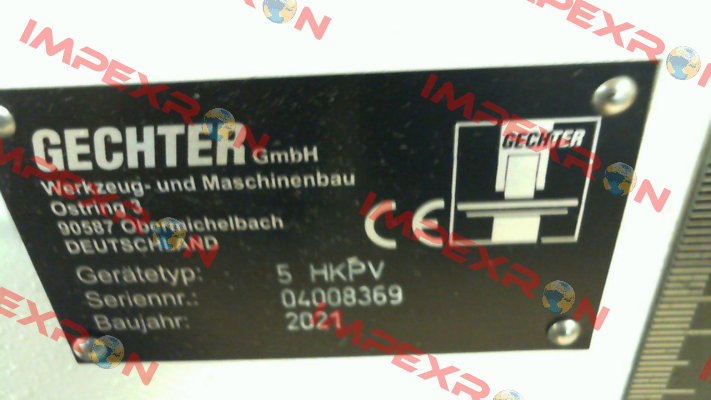 GECHTER GmbH
Werkzeug- und Maschinenbau
Ostring 3
90587 Obermichelbach
DEUTSCHLAND
GECHTER
CE
Gerätetyp: 5 HKPV
Seriennr.: 04008369
Baujahr: 2021
IMPEXRON
IMPEXRON
IMPEXRON
IMPEXRON
IMPEXRON